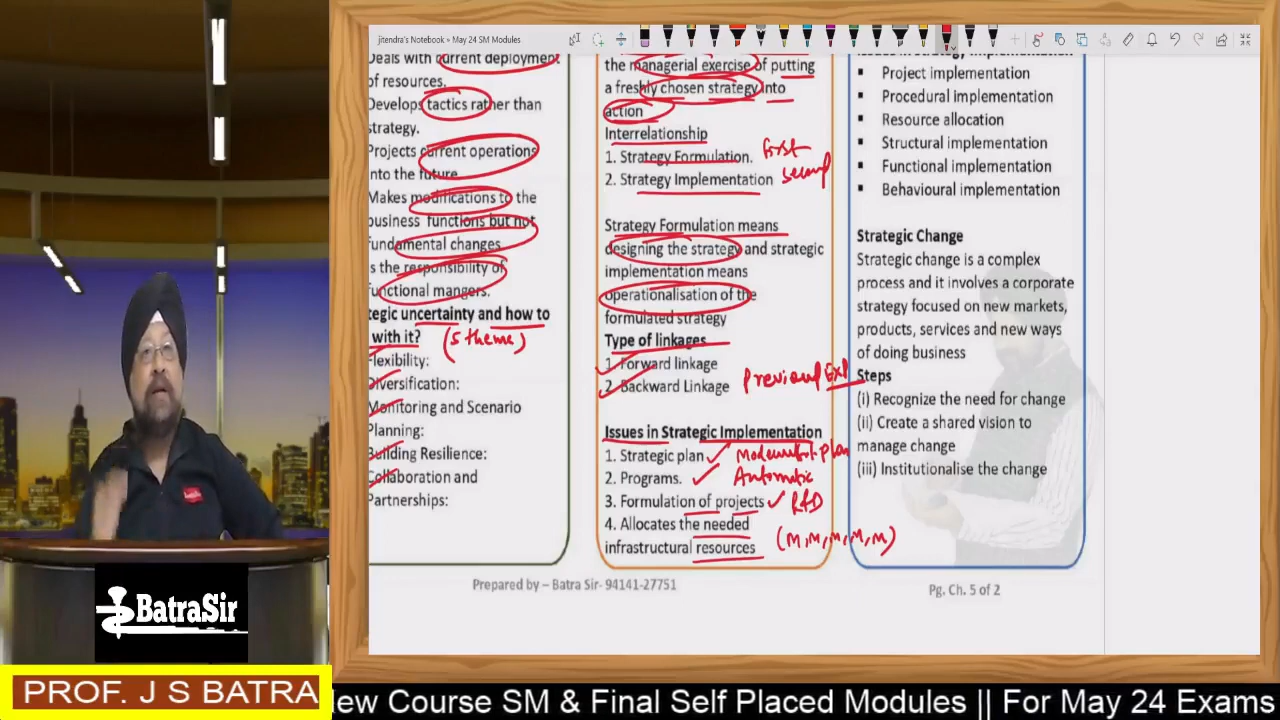 jitendra's Notebook » May 24 SM Modules
Deals with current deployment
of resources.
Develops tactics rather than
strategy.
Projects current operations
into the future
Makes modifications to the
business functions but not
fundamental changes
is the responsibility of
functional mangers.
tegic uncertainty and how to
with it?
(5 theme)
Flexibility:
Diversification:
Monitoring and Scenario
Planning:
Building Resilience:
Collaboration and
Partnerships:
the managerial exercise of putting
a freshly chosen strategy into
action
Interrelationship
1. Strategy Formulation. first
2. Strategy Implementation second
Strategy Formulation means
designing the strategy and strategic
implementation means
operationalisation of the
formulated strategy
Type of linkages
1. Forward linkage
2. Backward Linkage Previous Exp
Issues in Strategic Implementation
1. Strategic plan plan
2. Programs. Automatic
3. Formulation of projects R&D
4. Allocates the needed
infrastructural resources (M, M, M, M, M)
Issues in Strategy Implementation
▪ Project implementation
▪ Procedural implementation
▪ Resource allocation
▪ Structural implementation
▪ Functional implementation
▪ Behavioural implementation
Strategic Change
Strategic change is a complex
process and it involves a corporate
strategy focused on new markets,
products, services and new ways
of doing business
Steps
(i) Recognize the need for change
(ii) Create a shared vision to
manage change
(iii) Institutionalise the change
Prepared by – Batra Sir- 94141-27751
Pg. Ch. 5 of 2
BatraSir
PROF. J S BATRA
New Course SM & Final Self Placed Modules || For May 24 Exams